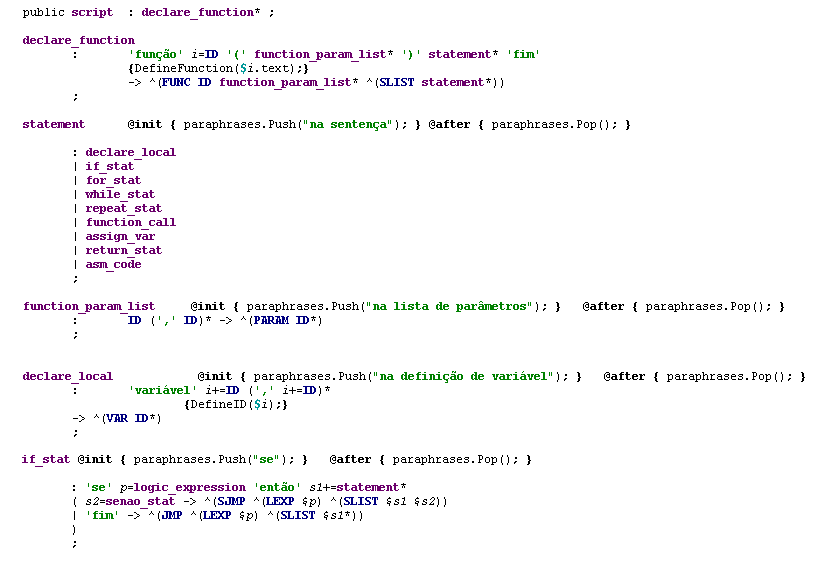 public script  : declare_function* ;
declare_function
:       'função' i=ID '(' function_param_list* ')' statement* 'fim'
{DefineFunction($i.text);}
-> ^(FUNC ID function_param_list* ^(SLIST statement*))
;
statement      @init { paraphrases.Push("na sentença"); } @after { paraphrases.Pop(); }
: declare_local
| if_stat
| for_stat
| while_stat
| repeat_stat
| function_call
| assign_var
| return_stat
| asm_code
;
function_param_list     @init { paraphrases.Push("na lista de parâmetros"); }   @after { paraphrases.Pop(); }
:       ID (',' ID)* -> ^(PARAM ID*)
;
declare_local            @init { paraphrases.Push("na definição de variável"); }   @after { paraphrases.Pop(); }
:       'variável' i+=ID (',' i+=ID)*
{DefineID($i);}
-> ^(VAR ID*)
;
if_stat @init { paraphrases.Push("se"); }   @after { paraphrases.Pop(); }
: 'se' p=logic_expression 'então' s1+=statement*
( s2=senao_stat -> ^(SJMP ^(LEXP $p) ^(SLIST $s1 $s2))
| 'fim' -> ^(JMP ^(LEXP $p) ^(SLIST $s1*))
)
;